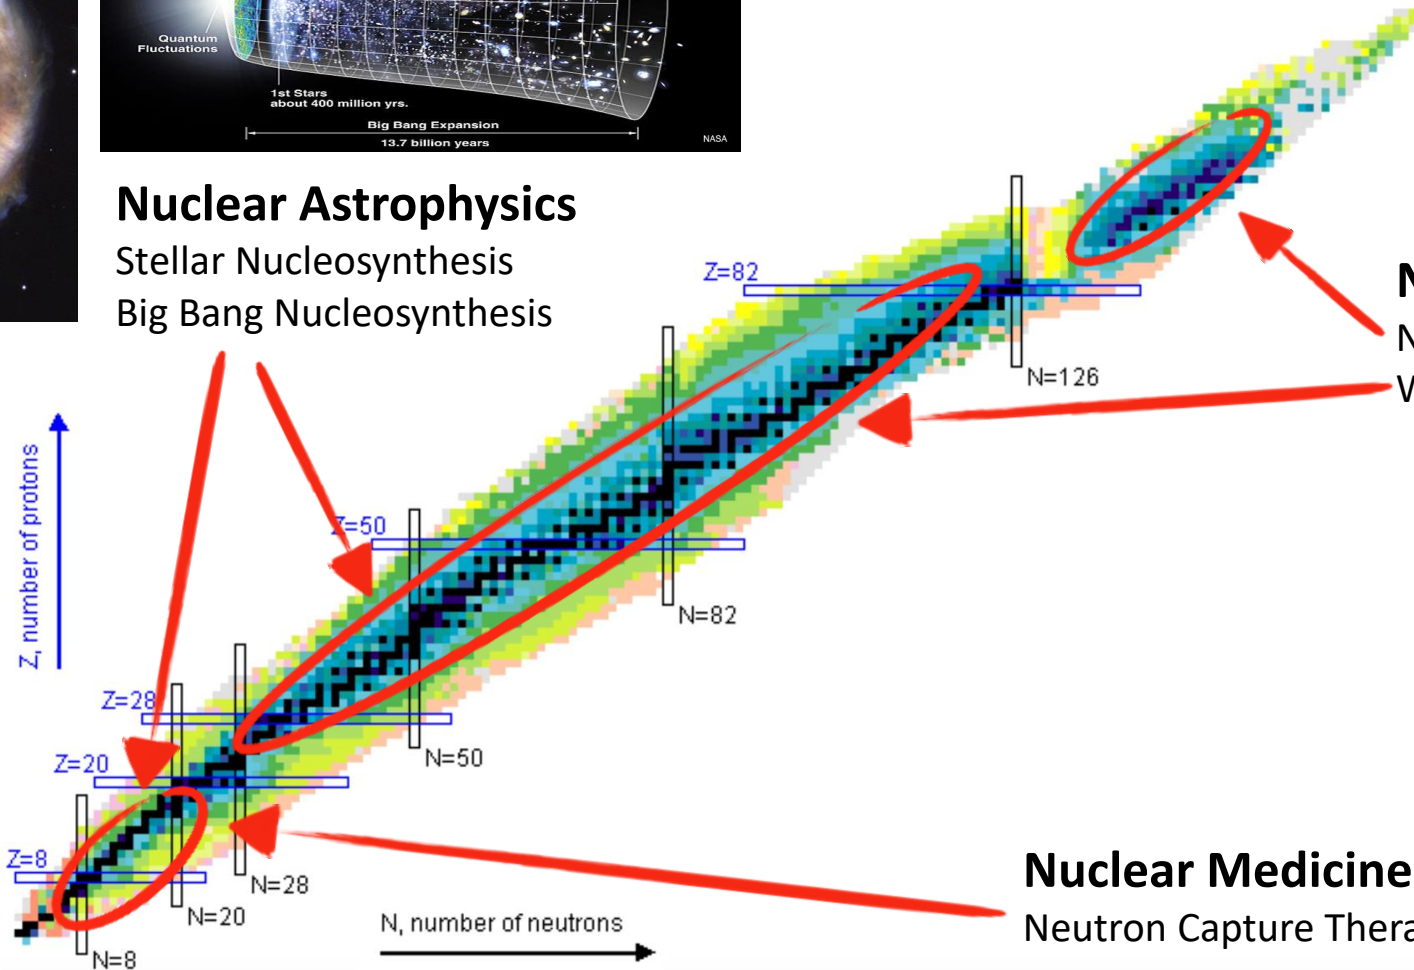 Quantum
Fluctuations
1st Stars
about 400 million yrs.
Big Bang Expansion
13.7 billion years
NASA
Nuclear Astrophysics
Stellar Nucleosynthesis
Big Bang Nucleosynthesis
Z=82
N=126
Z, number of protons
Z=50
N=82
Z=28
N=50
Z=20
Z=8
N=28
N=20
N=8
N, number of neutrons
Nuclear Medicine
Neutron Capture